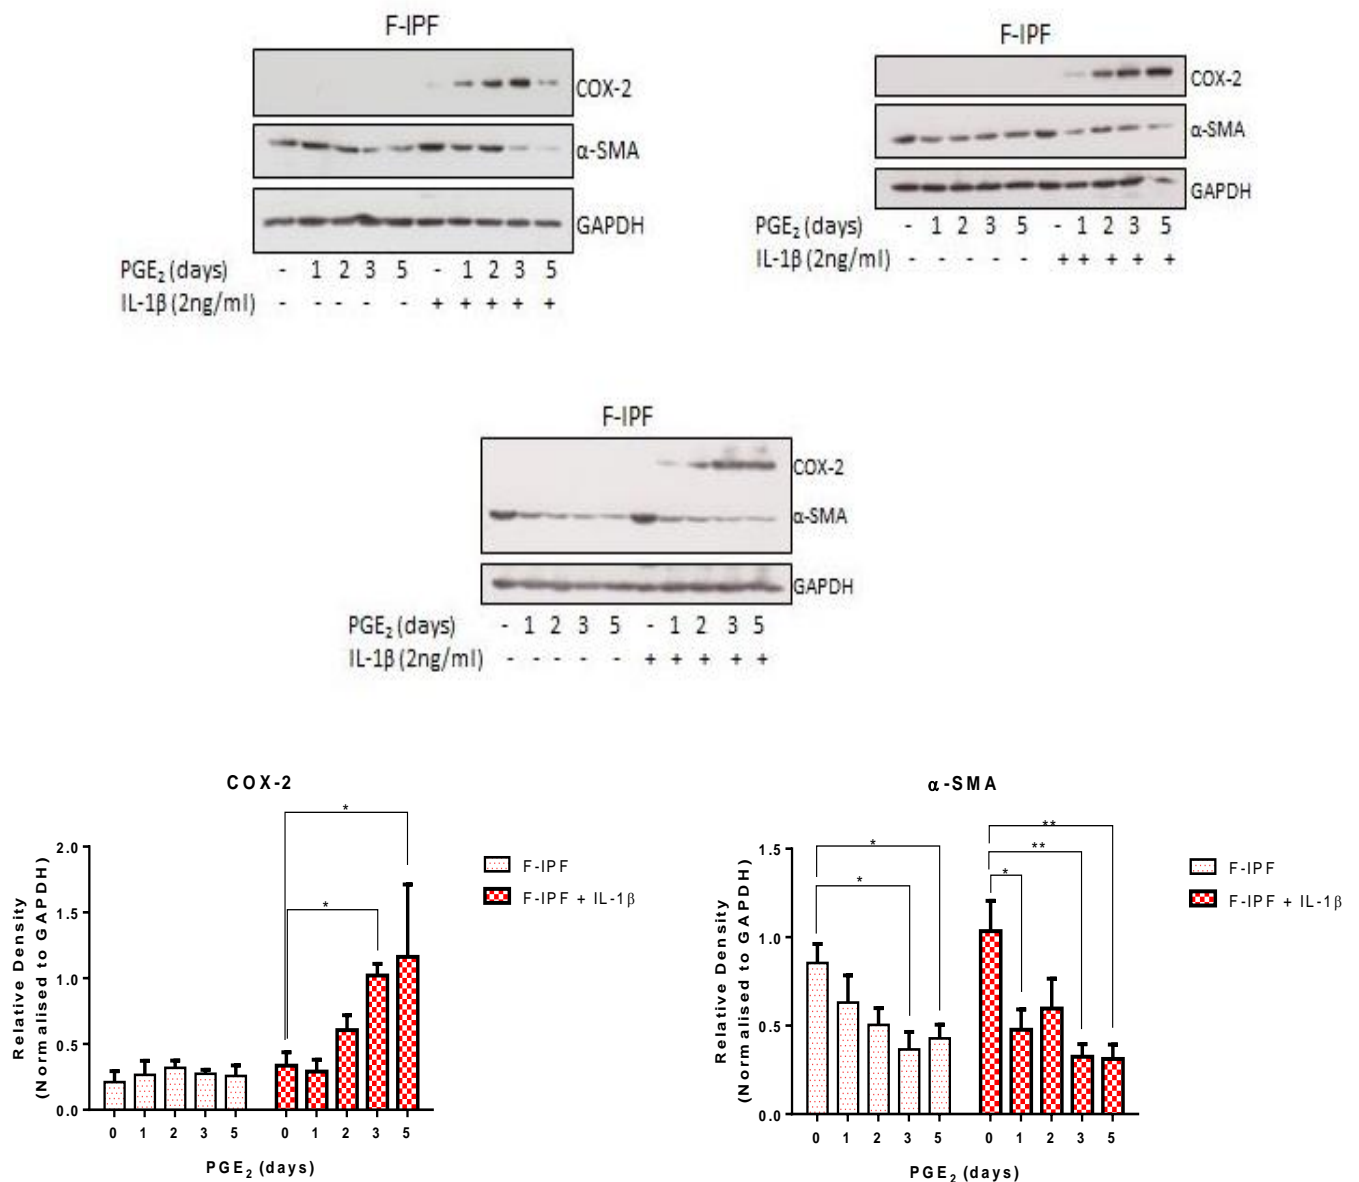 F-IPF
COX-2
α-SMA
GAPDH
PGE₂ (days) - 1 2 3 5 - 1 2 3 5
IL-1β (2ng/ml) - - - - - + + + + +
F-IPF
COX-2
α-SMA
GAPDH
PGE₂ (days) - 1 2 3 5 - 1 2 3 5
IL-1β (2ng/ml) - - - - - + + + + +
F-IPF
COX-2
α-SMA
GAPDH
PGE₂ (days) - 1 2 3 5 - 1 2 3 5
IL-1β (2ng/ml) - - - - - + + + + +
COX-2
Relative Density
(Normalised to GAPDH)
2.0
1.5
1.0
0.5
0.0
*
*
0 1 2 3 5 0 1 2 3 5
PGE₂ (days)
F-IPF
F-IPF + IL-1β
α-SMA
Relative Density
(Normalised to GAPDH)
1.5
1.0
0.5
0.0
*
*
**
**
*
0 1 2 3 5 0 1 2 3 5
PGE₂ (days)
F-IPF
F-IPF + IL-1β